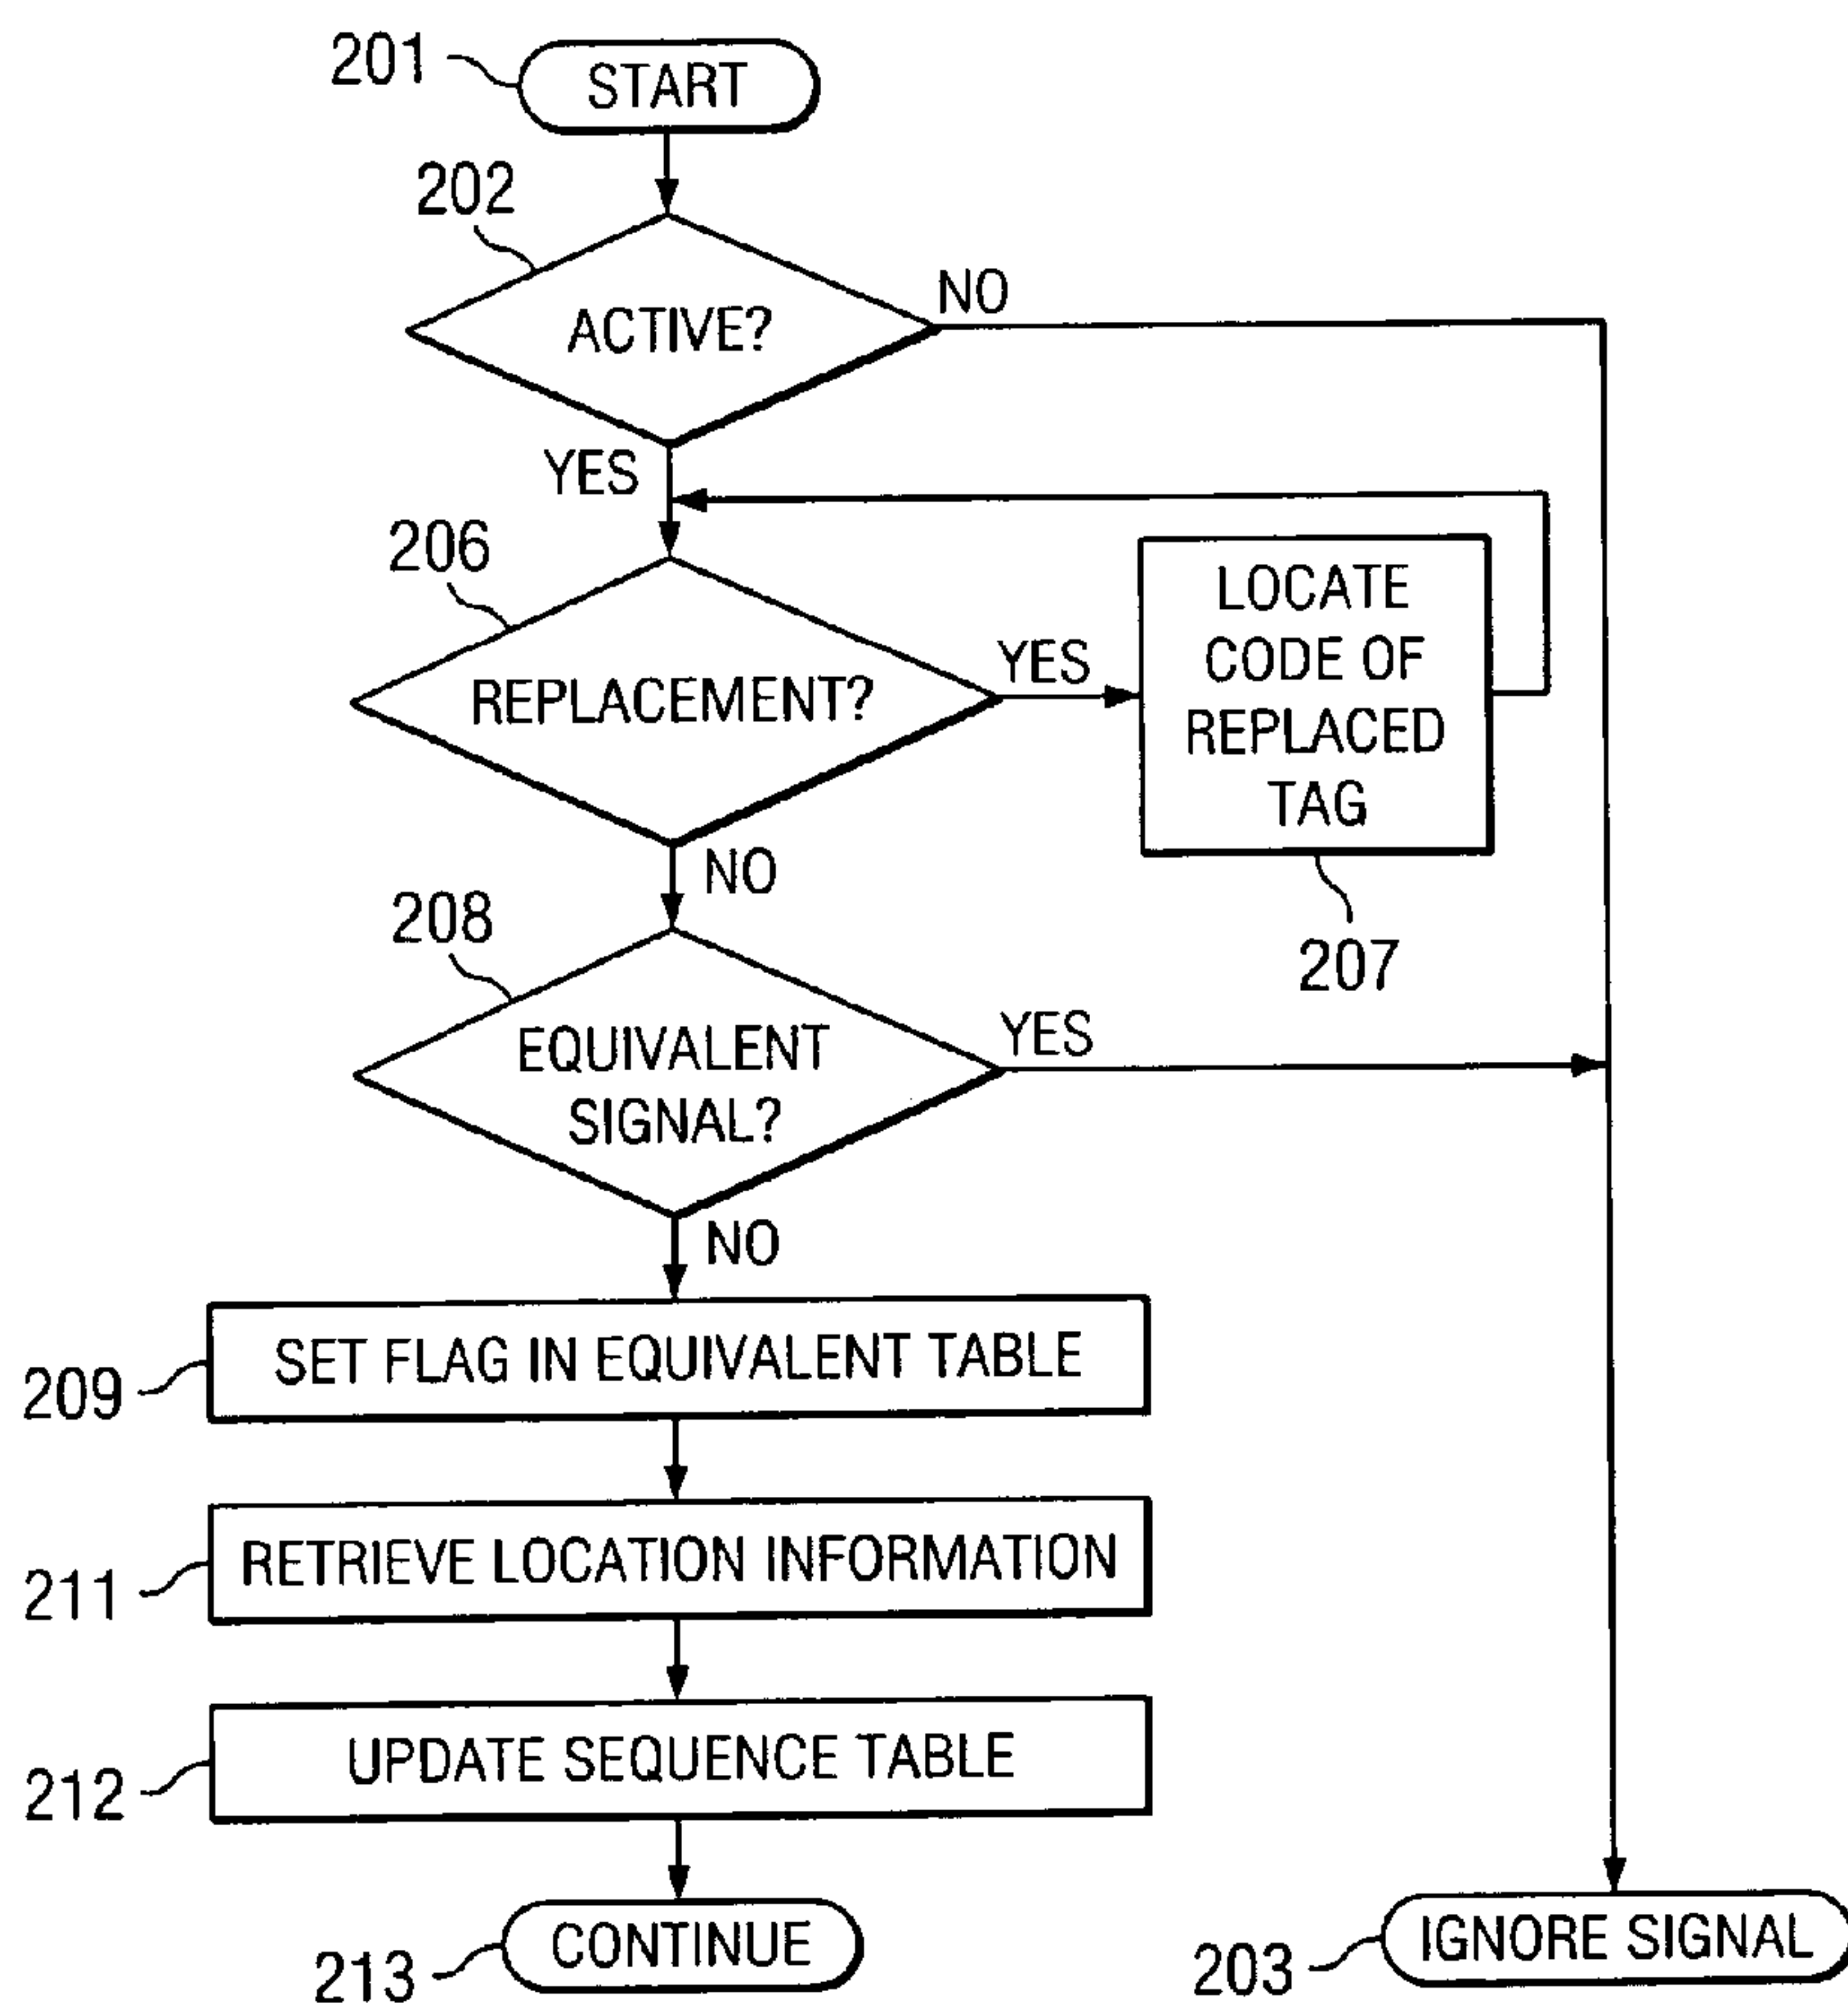 201
START
202
ACTIVE?
NO
YES
206
REPLACEMENT?
YES
LOCATE
CODE OF
REPLACED
TAG
207
NO
208
EQUIVALENT
SIGNAL?
YES
NO
209
SET FLAG IN EQUIVALENT TABLE
211
RETRIEVE LOCATION INFORMATION
212
UPDATE SEQUENCE TABLE
213
CONTINUE
203
IGNORE SIGNAL